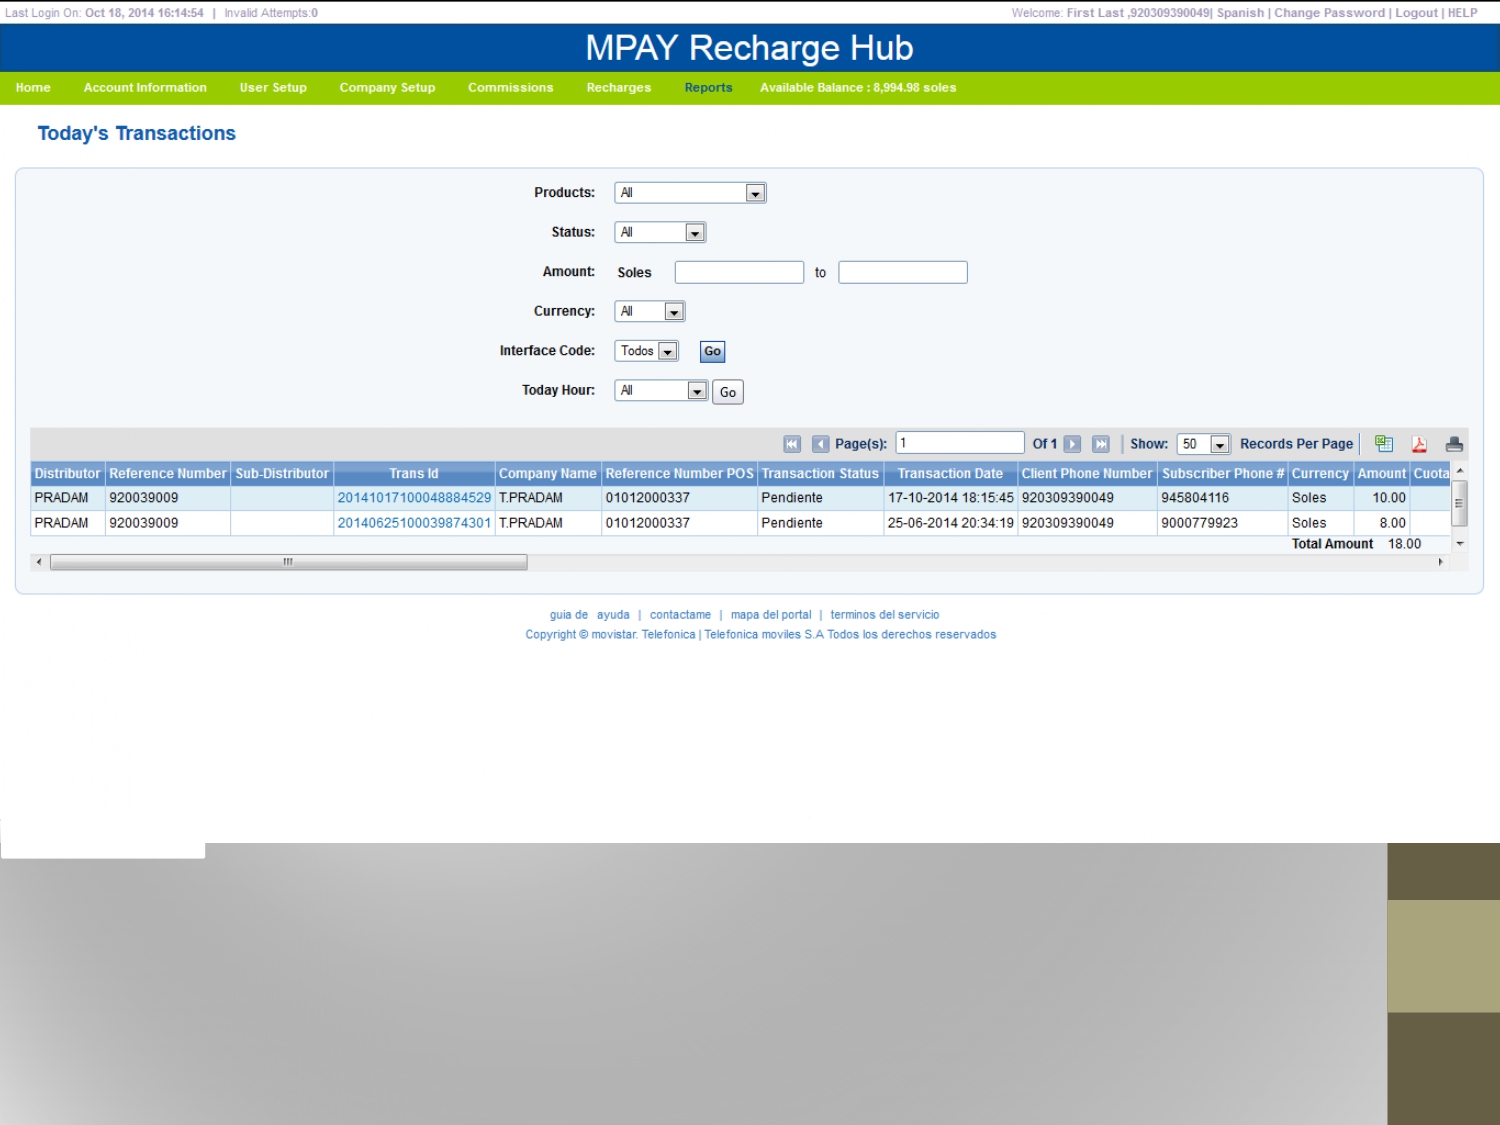 Last Login On: Oct 18, 2014 16:14:54 | Invalid Attempts:0 Welcome: First Last ,920309390049| Spanish | Change Password | Logout | HELP
MPAY Recharge Hub
Home Account Information User Setup Company Setup Commissions Recharges Reports Available Balance : 8,994.98 soles
Today's Transactions
Products: All
Status: All
Amount: Soles to
Currency: All
Interface Code: Todos Go
Today Hour: All Go
Page(s): 1 Of 1 Show: 50 Records Per Page
Distributor Reference Number Sub-Distributor Trans Id Company Name Reference Number POS Transaction Status Transaction Date Client Phone Number Subscriber Phone # Currency Amount Cuota
PRADAM 920039009 20141017100048884529 T.PRADAM 01012000337 Pendiente 17-10-2014 18:15:45 920309390049 945804116 Soles 10.00
PRADAM 920039009 20140625100039874301 T.PRADAM 01012000337 Pendiente 25-06-2014 20:34:19 920309390049 9000779923 Soles 8.00
Total Amount 18.00
guia de ayuda | contactame | mapa del portal | terminos del servicio
Copyright © movistar. Telefonica | Telefonica moviles S.A Todos los derechos reservados